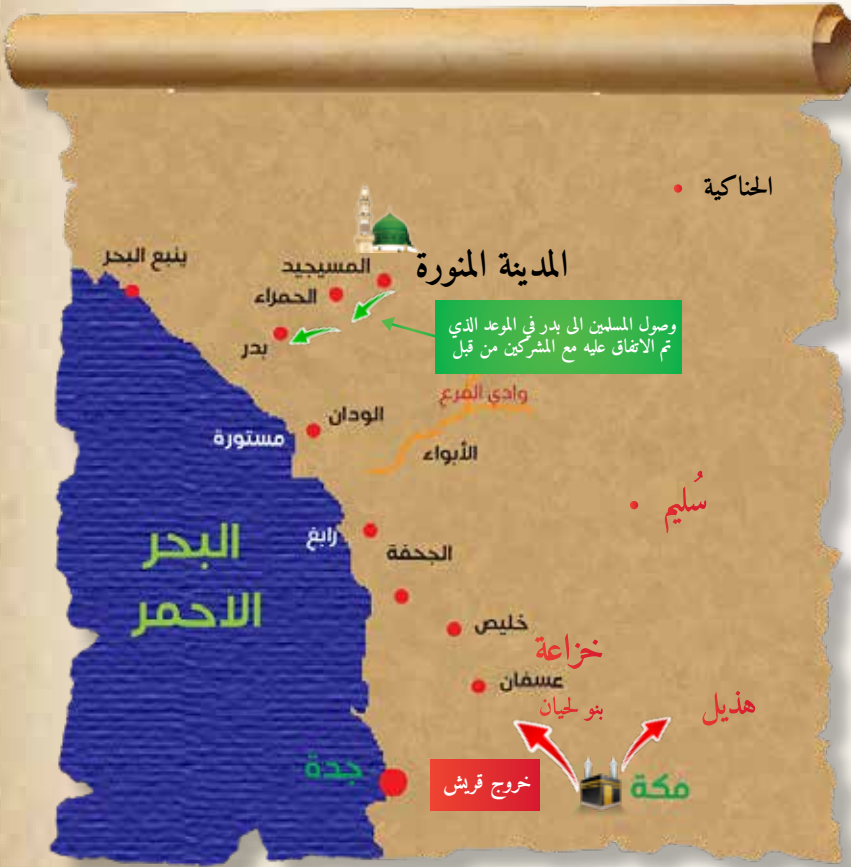 الحناكية
المدينة المنورة
ينبع البحر
المسيجيد
الحمراء
بدر
وصول المسلمين الى بدر في الموعد الذي
تم الاتفاق عليه مع المشركين من قبل
وادي الفرع
الودان
مستورة
الأبواء
سُليم
رابغ
الجحفة
البحر
الاحمر
خليص
خزاعة
عسفان
بنو لحيان
هذيل
جدة
خروج قريش
مكة